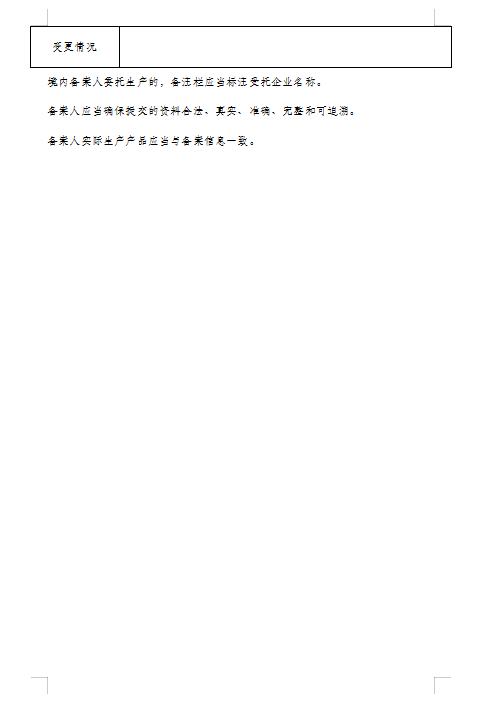 变更情况
境内备案人委托生产的，备注栏应当标注受托企业名称。
备案人应当确保提交的资料合法、真实、准确、完整和可追溯。
备案人实际生产产品应当与备案信息一致。